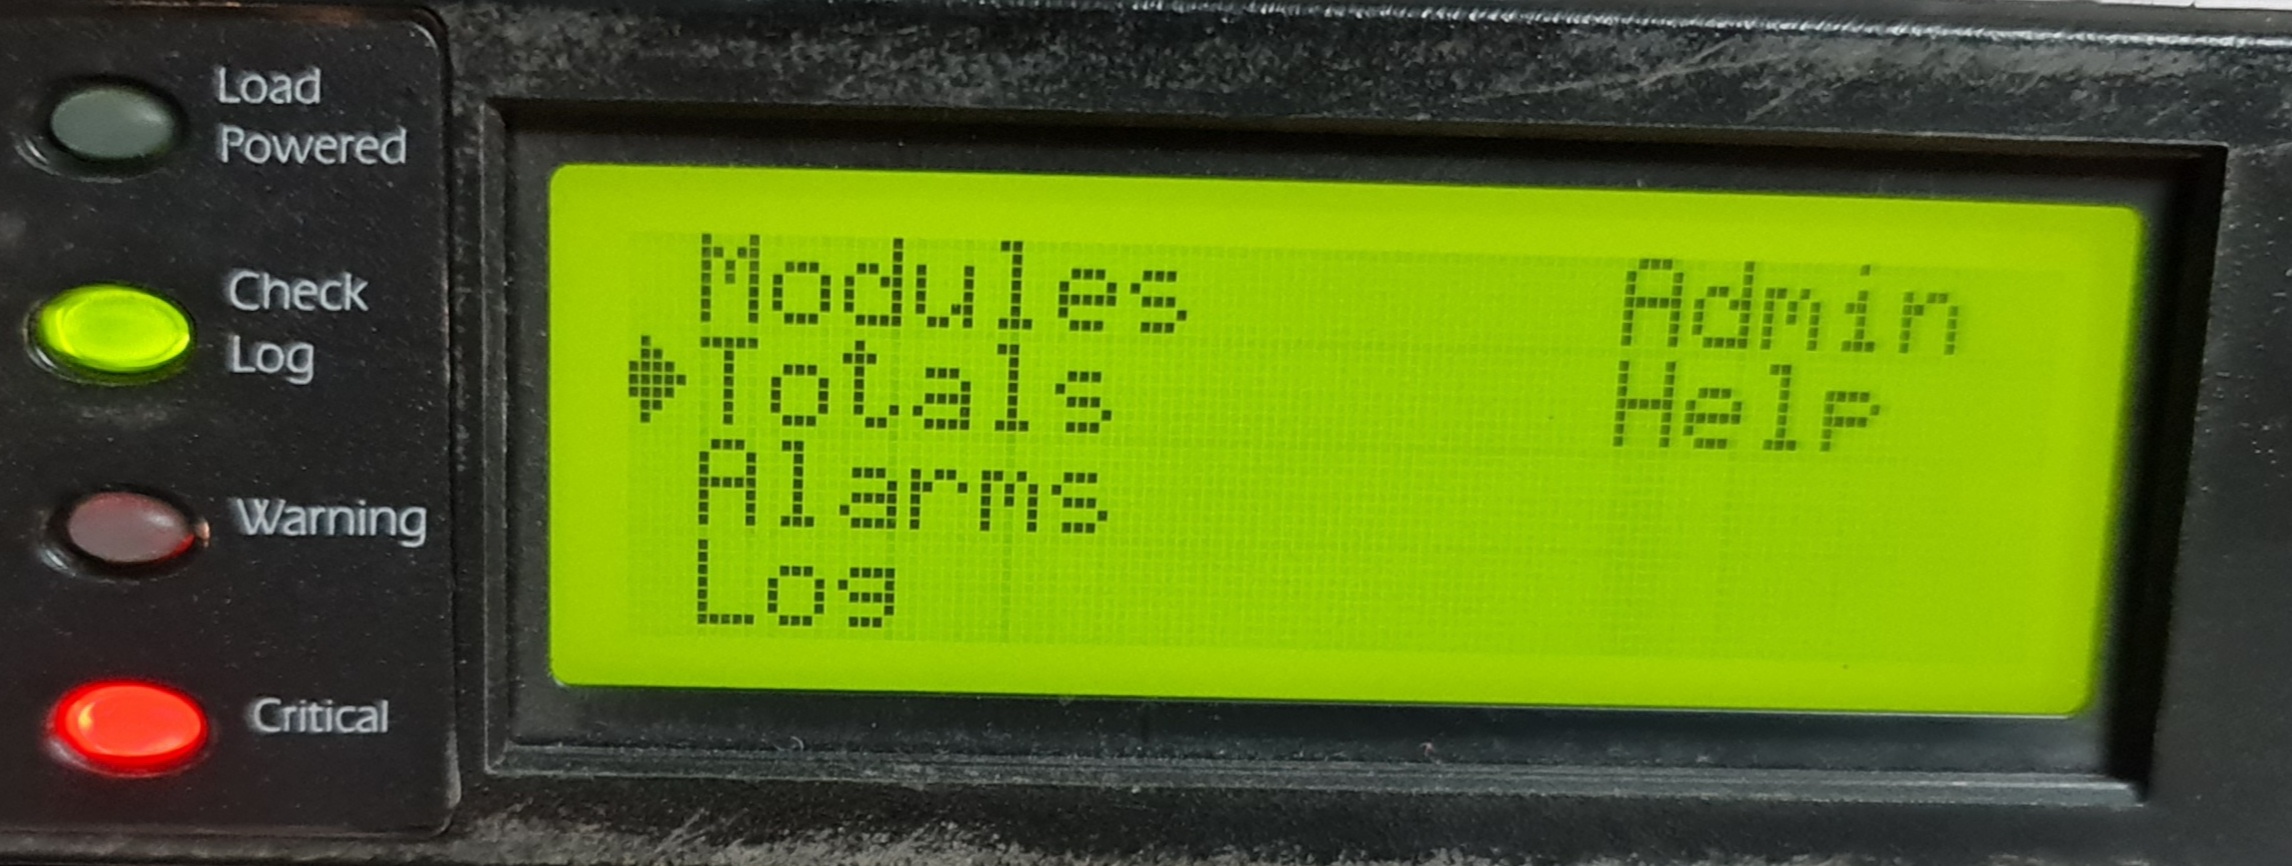 Load
Powered
Check
Log
Warning
Critical
Modules Admin
Totals Help
Alarms
Log